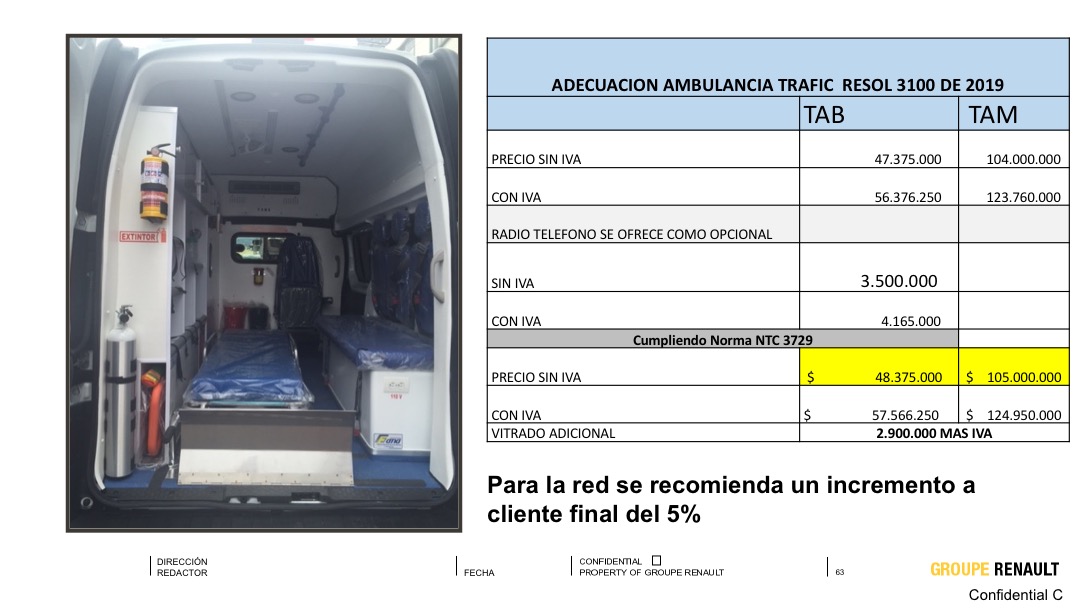 EXTINTOR
110 V
ADECUACION AMBULANCIA TRAFIC RESOL 3100 DE 2019
TAB TAM
PRECIO SIN IVA 47.375.000 104.000.000
CON IVA 56.376.250 123.760.000
RADIO TELEFONO SE OFRECE COMO OPCIONAL
SIN IVA 3.500.000
CON IVA 4.165.000
Cumpliendo Norma NTC 3729
PRECIO SIN IVA $ 48.375.000 $ 105.000.000
CON IVA $ 57.566.250 $ 124.950.000
VITRADO ADICIONAL 2.900.000 MAS IVA
Para la red se recomienda un incremento a
cliente final del 5%
DIRECCIÓN
REDACTOR
FECHA
CONFIDENTIAL
PROPERTY OF GROUPE RENAULT
63
GROUPE RENAULT
Confidential C